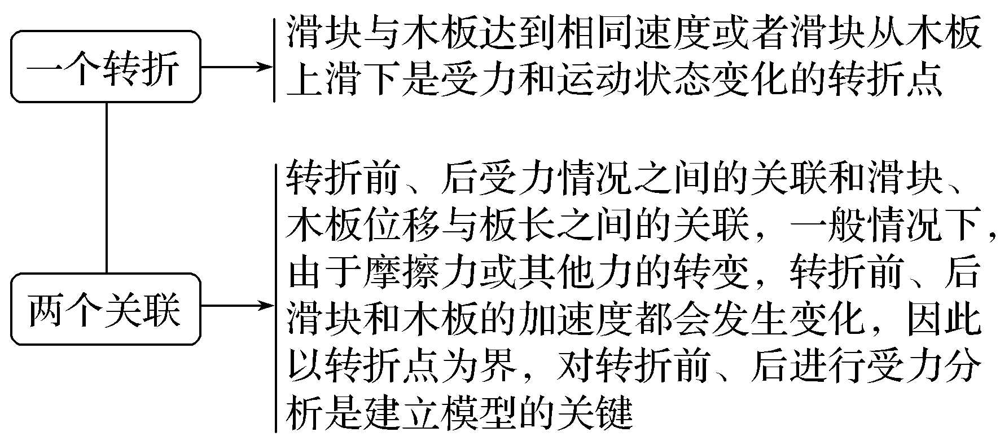 一个转折
滑块与木板达到相同速度或者滑块从木板
上滑下是受力和运动状态变化的转折点
两个关联
转折前、后受力情况之间的关联和滑块、
木板位移与板长之间的关联，一般情况下，
由于摩擦力或其他力的转变，转折前、后
滑块和木板的加速度都会发生变化，因此
以转折点为界，对转折前、后进行受力分
析是建立模型的关键